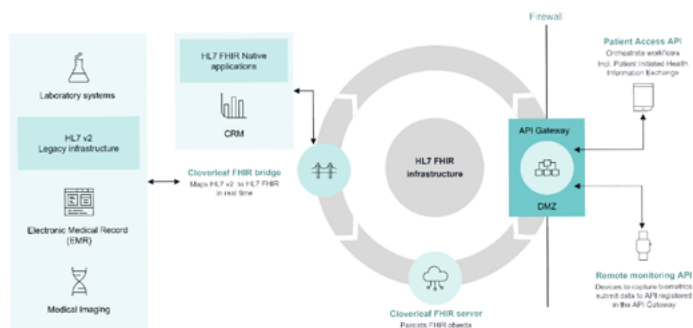 Laboratory systems
HL7 v2
Legacy infrastructure
Electronic Medical Record
(EMR)
Medical imaging
HL7 FHIR Native
applications
CRM
Cloverleaf FHIR bridge
Maps HL7 v2 to HL7 FHIR
in real time
HL7 FHIR
infrastructure
Cloverleaf FHIR server
Persists FHIR objects
Firewall
API Gateway
DMZ
Patient Access API
Orchestrate workflows
Incl. Patient Initiated Health
Information Exchange
Remote monitoring API
Devices to capture biometrics
submit data to API registered
in the API Gateway